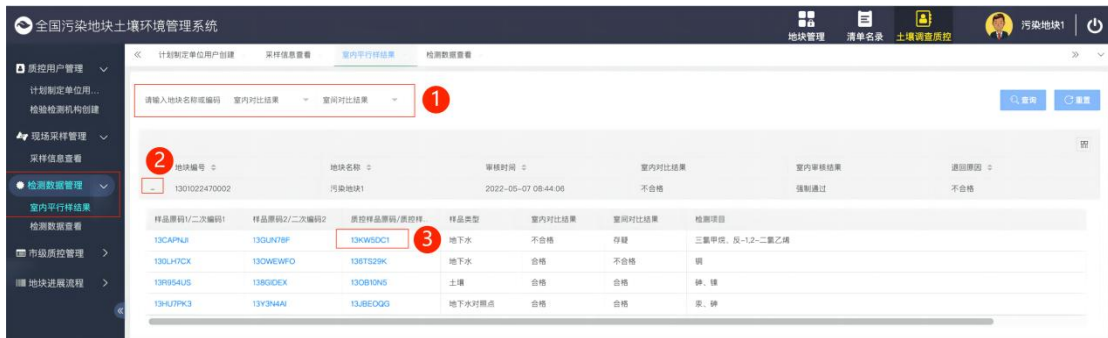 全国污染地块土壤环境管理系统
地块管理 清单名录 土壤调查质控 污染地块1
质控用户管理
计划制定单位用...
检验检测机构创建
现场采样管理
采样信息查看
检测数据管理
室内平行样结果
检测数据查看
市级质控管理
地块进展流程
计划制定单位用户创建 采样信息查看 室内平行样结果 检测数据查看
请输入地块名称或编码 室内对比结果 室间对比结果 1 查询 重置
2 地块编号 地块名称 审核时间 室内对比结果 室内审核结果 退回原因
1301022470002 污染地块1 2022-05-07 08:44:06 不合格 强制通过 不合格
样品原码1/二次编码1 样品原码2/二次编码2 质控样品原码/质控样... 样品类型 室内对比结果 室间对比结果 检测项目
13CAPNJI 13GUN78F 13KW5DC1 3 地下水 不合格 存疑 三氯甲烷、反-1,2-二氯乙烯
130LH7CX 13OWEWFO 136TS29K 地下水 合格 不合格 铜
13R954US 138GIDEX 13OB10N5 土壤 合格 合格 砷、镍
13HU7PK3 13Y3N4AI 13JBEOQG 地下水对照点 合格 合格 汞、砷